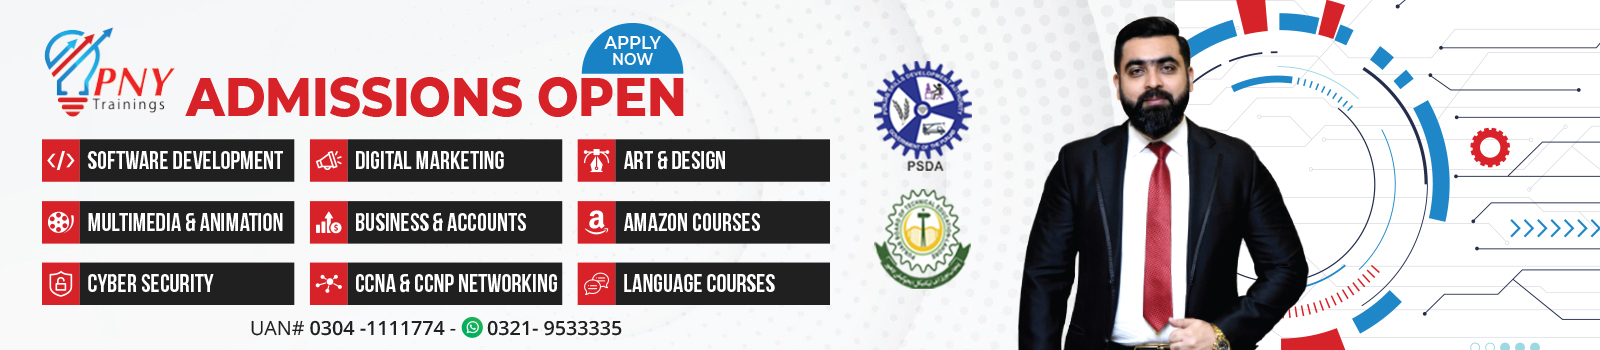 PNY
Trainings
ADMISSIONS OPEN
APPLY
NOW
SOFTWARE DEVELOPMENT
DIGITAL MARKETING
ART & DESIGN
MULTIMEDIA & ANIMATION
BUSINESS & ACCOUNTS
AMAZON COURSES
CYBER SECURITY
CCNA & CCNP NETWORKING
LANGUAGE COURSES
UAN# 0304 -1111774 - 0321- 9533335
PSDA